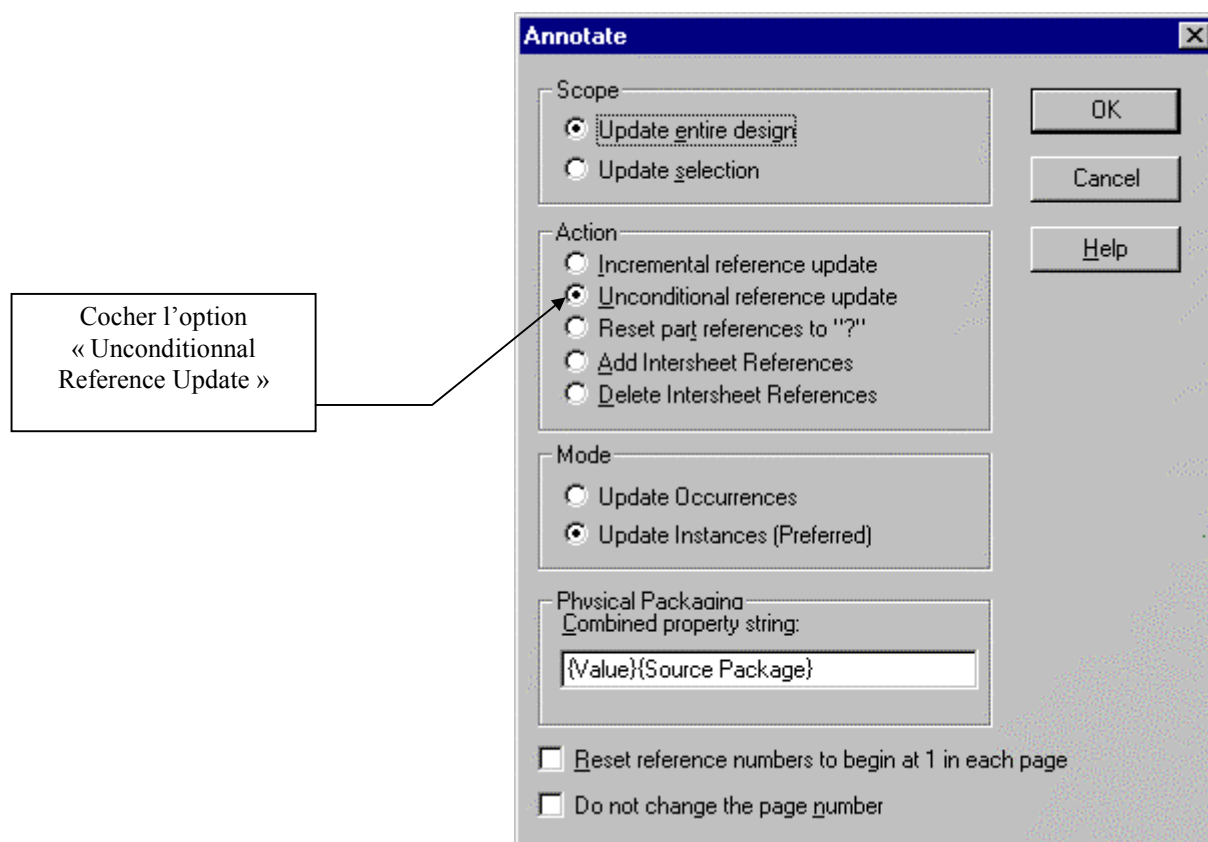 Annotate
Scope
Update entire design
Update selection
OK
Cancel
Help
Action
Incremental reference update
Unconditional reference update
Reset part references to "?"
Add Intersheet References
Delete Intersheet References
Cocher l’option
« Unconditionnal
Reference Update »
Mode
Update Occurrences
Update Instances (Preferred)
Physical Packaging
Combined property string:
{Value}{Source Package}
Reset reference numbers to begin at 1 in each page
Do not change the page number